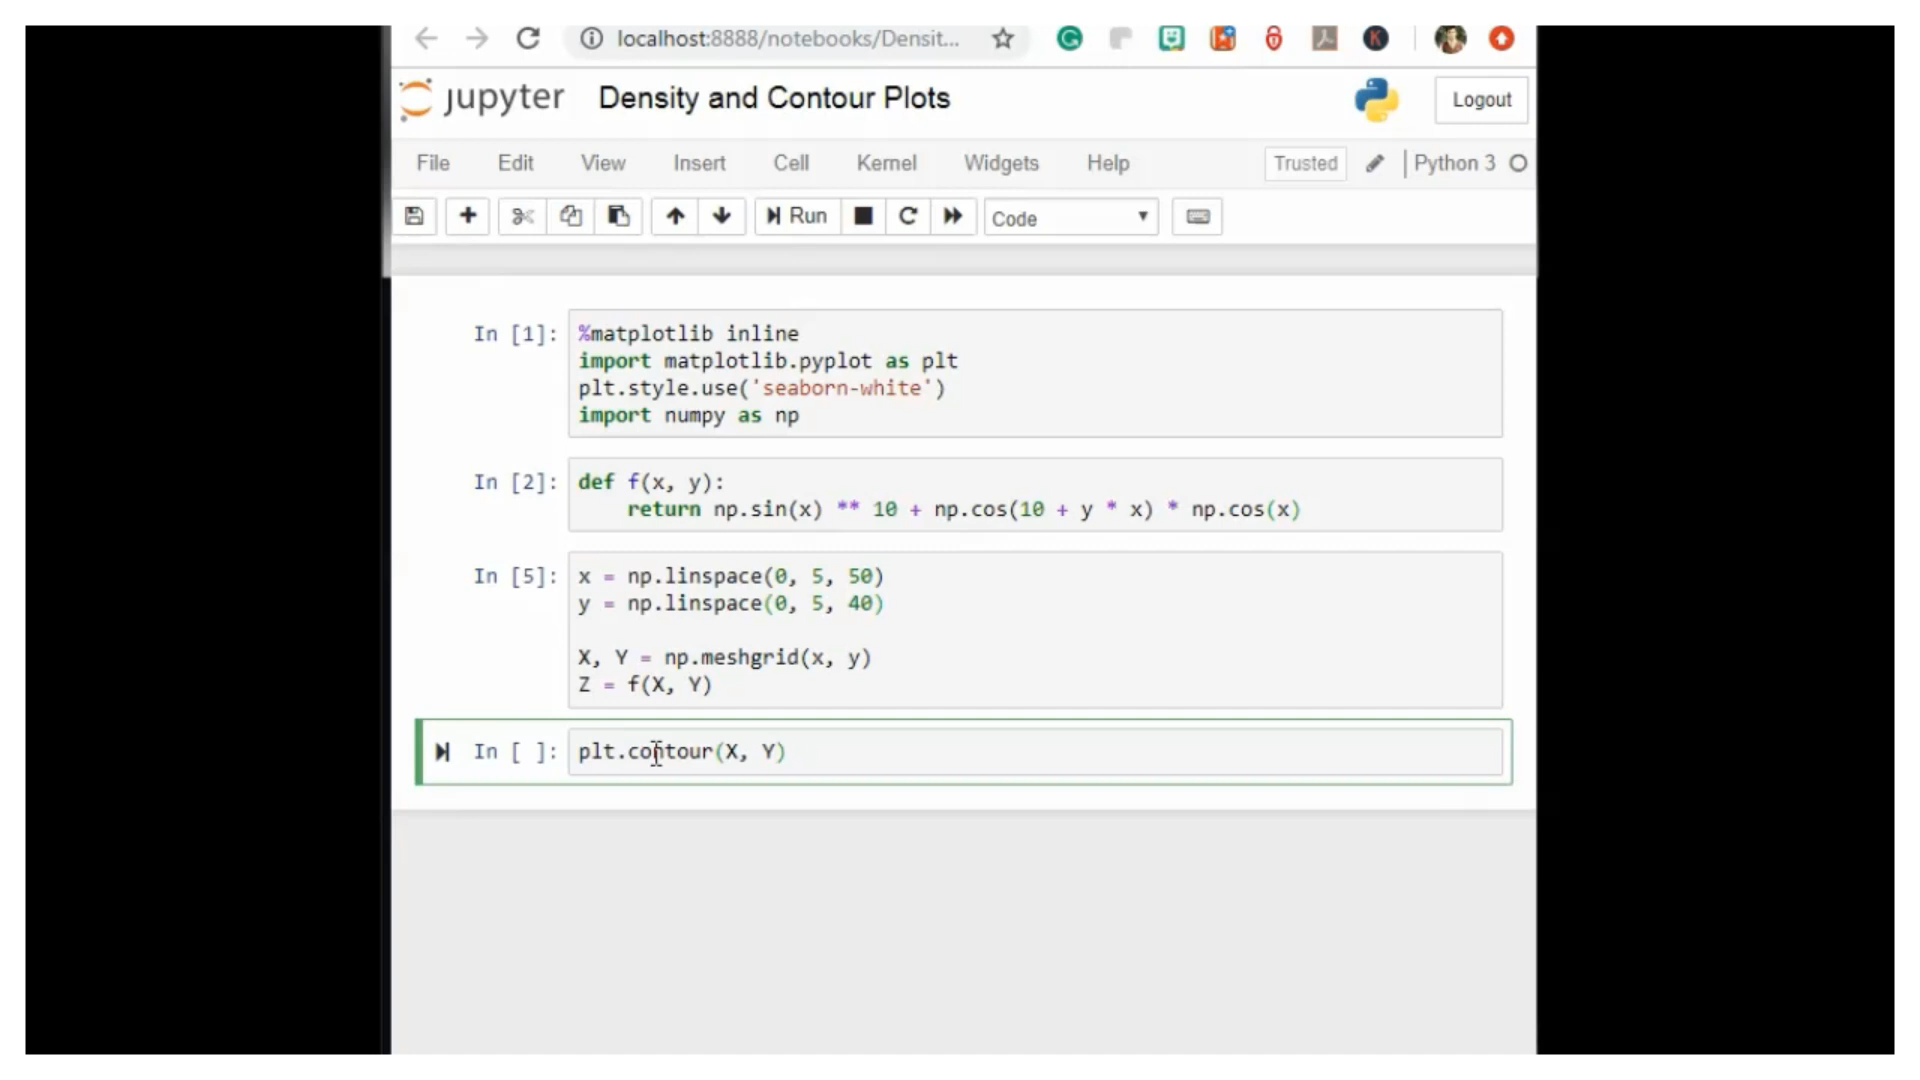 localhost:8888/notebooks/Densit...
jupyter Density and Contour Plots Logout
File Edit View Insert Cell Kernel Widgets Help Trusted Python 3
Run Code
In [1]: %matplotlib inline
import matplotlib.pyplot as plt
plt.style.use('seaborn-white')
import numpy as np
In [2]: def f(x, y):
return np.sin(x) ** 10 + np.cos(10 + y * x) * np.cos(x)
In [5]: x = np.linspace(0, 5, 50)
y = np.linspace(0, 5, 40)
X, Y = np.meshgrid(x, y)
Z = f(X, Y)
In [ ]: plt.contour(X, Y)